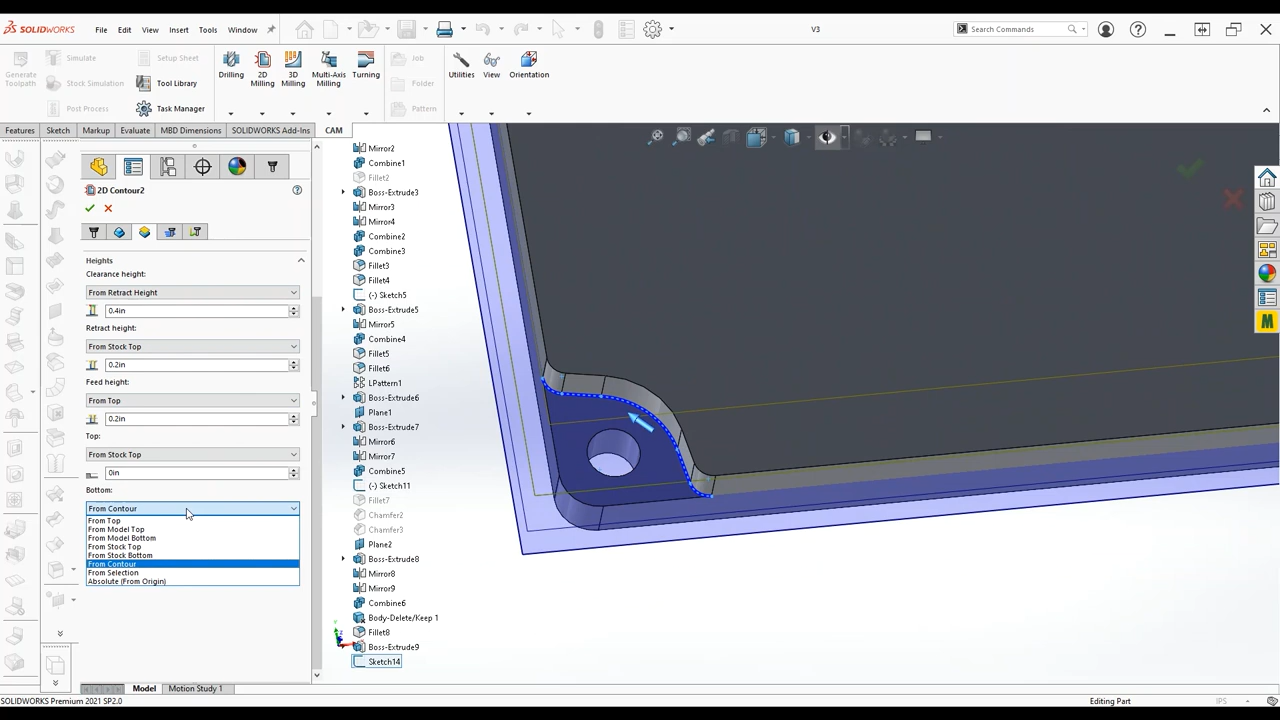 SOLIDWORKS
File
Edit
View
Insert
Tools
Window
V3
Search Commands
Generate
Toolpath
Simulate
Stock Simulation
Post Process
Setup Sheet
Tool Library
Task Manager
Drilling
2D
Milling
3D
Milling
Multi-Axis
Milling
Turning
Job
Folder
Pattern
Utilities
View
Orientation
Features
Sketch
Markup
Evaluate
MBD Dimensions
SOLIDWORKS Add-Ins
CAM
2D Contour2
Heights
Clearance height:
From Retract Height
0.4in
Retract height:
From Stock Top
0.2in
Feed height:
From Top
0.2in
Top:
From Stock Top
0in
Bottom:
From Contour
From Top
From Model Top
From Model Bottom
From Stock Top
From Stock Bottom
From Contour
From Selection
Absolute (From Origin)
Mirror2
Combine1
Fillet2
Boss-Extrude3
Mirror3
Mirror4
Combine2
Combine3
Fillet3
Fillet4
(-) Sketch5
Boss-Extrude5
Mirror5
Combine4
Fillet5
Fillet6
LPattern1
Boss-Extrude6
Plane1
Boss-Extrude7
Mirror6
Mirror7
Combine5
(-) Sketch11
Fillet7
Chamfer2
Chamfer3
Plane2
Boss-Extrude8
Mirror8
Mirror9
Combine6
Body-Delete/Keep 1
Fillet8
Boss-Extrude9
Sketch14
M
Model
Motion Study 1
SOLIDWORKS Premium 2021 SP2.0
Editing Part
IPS